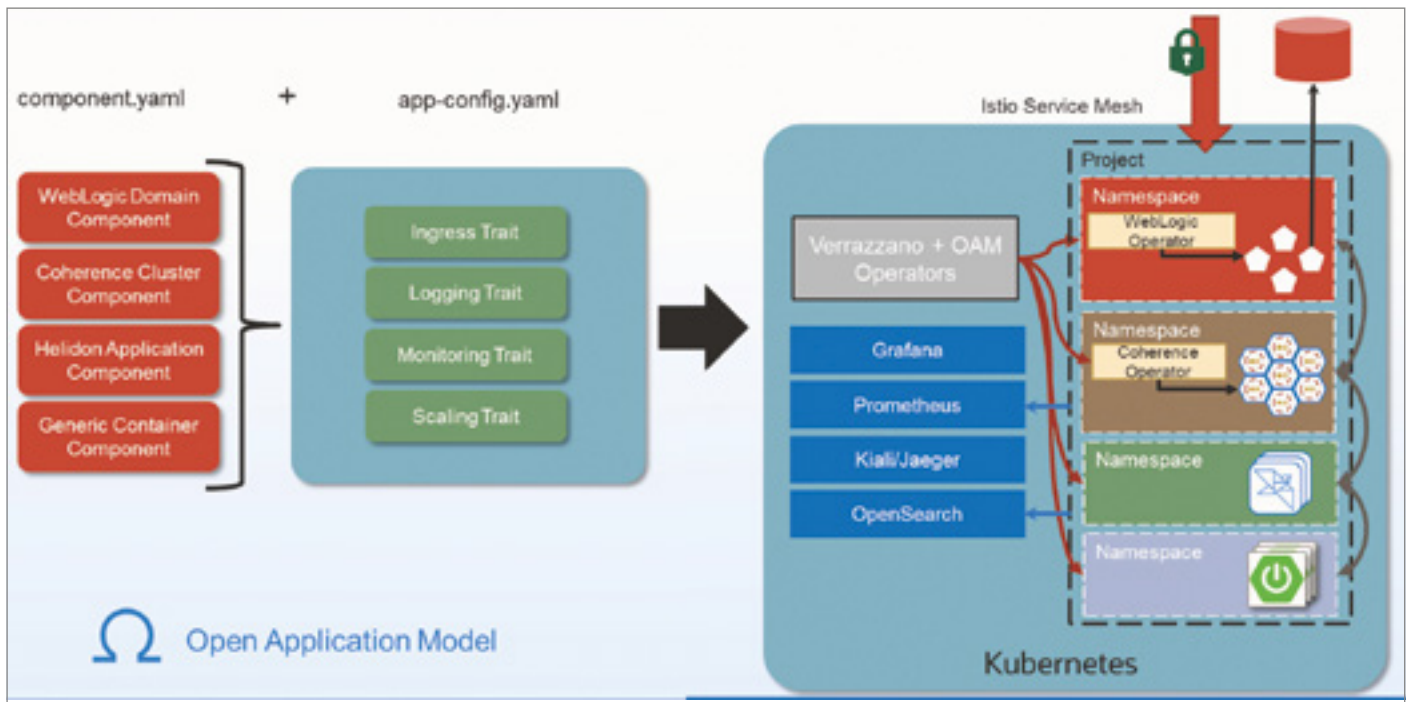 component.yaml
+
app-config.yaml
WebLogic Domain
Component
Coherence Cluster
Component
Helidon Application
Component
Generic Container
Component
Ingress Trait
Logging Trait
Monitoring Trait
Scaling Trait
Ω Open Application Model
Istio Service Mesh
Verrazzano + OAM
Operators
Grafana
Prometheus
Kiali/Jaeger
OpenSearch
Project
Namespace
WebLogic
Operator
Namespace
Coherence
Operator
Namespace
Namespace
Kubernetes